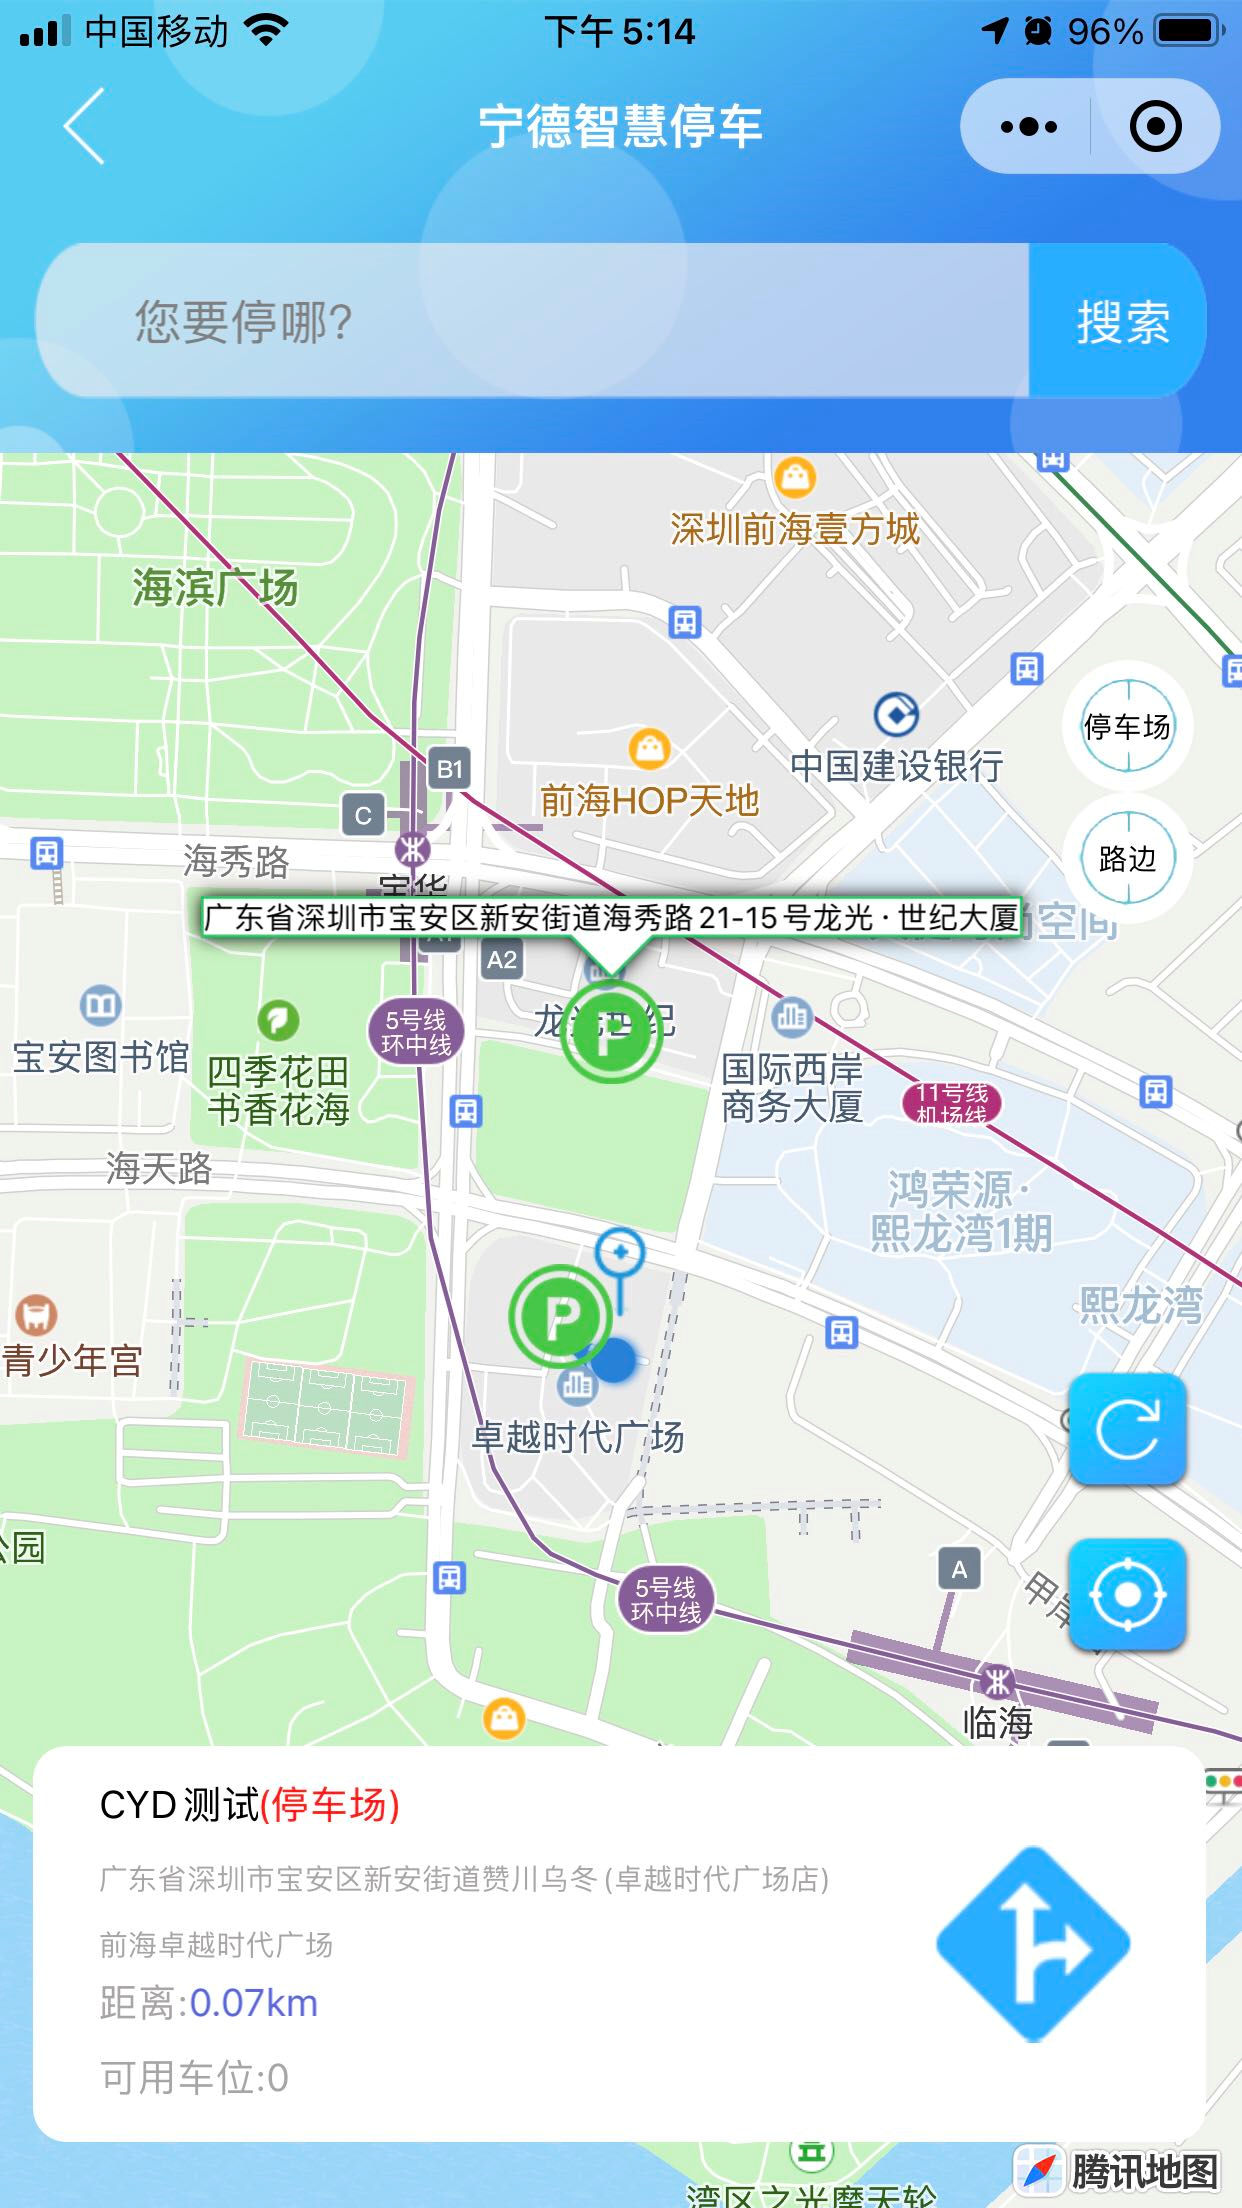 中国移动
下午 5:14
96%
宁德智慧停车
您要停哪?
搜索
深圳前海壹方城
海滨广场
停车场
中国建设银行
B1
前海HOP天地
C
路边
海秀路
宝华
广东省深圳市宝安区新安街道海秀路21-15号龙光·世纪大厦
尚空间
A1
A2
龙光世纪
P
5号线
环中线
宝安图书馆
四季花田
书香花海
国际西岸
商务大厦
11号线
机场线
海天路
鸿荣源·
熙龙湾1期
熙龙湾
P
青少年宫
卓越时代广场
公园
A
甲岸
5号线
环中线
临海
CYD测试(停车场)
广东省深圳市宝安区新安街道赞川乌冬(卓越时代广场店)
前海卓越时代广场
距离:0.07km
可用车位:0
湾区之光摩天轮
腾讯地图